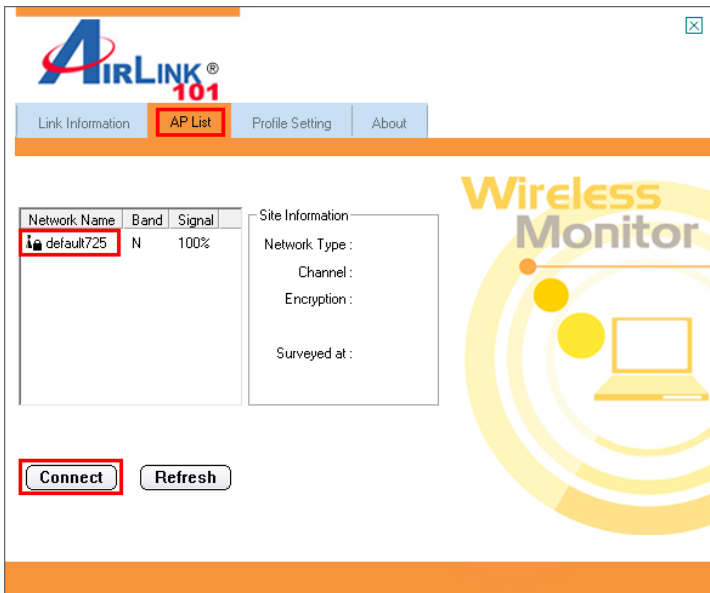 AIRLINK®
101
Link Information AP List Profile Setting About
Wireless
Monitor
Network Name Band Signal
default725 N 100%
Site Information
Network Type :
Channel :
Encryption :
Surveyed at :
Connect Refresh